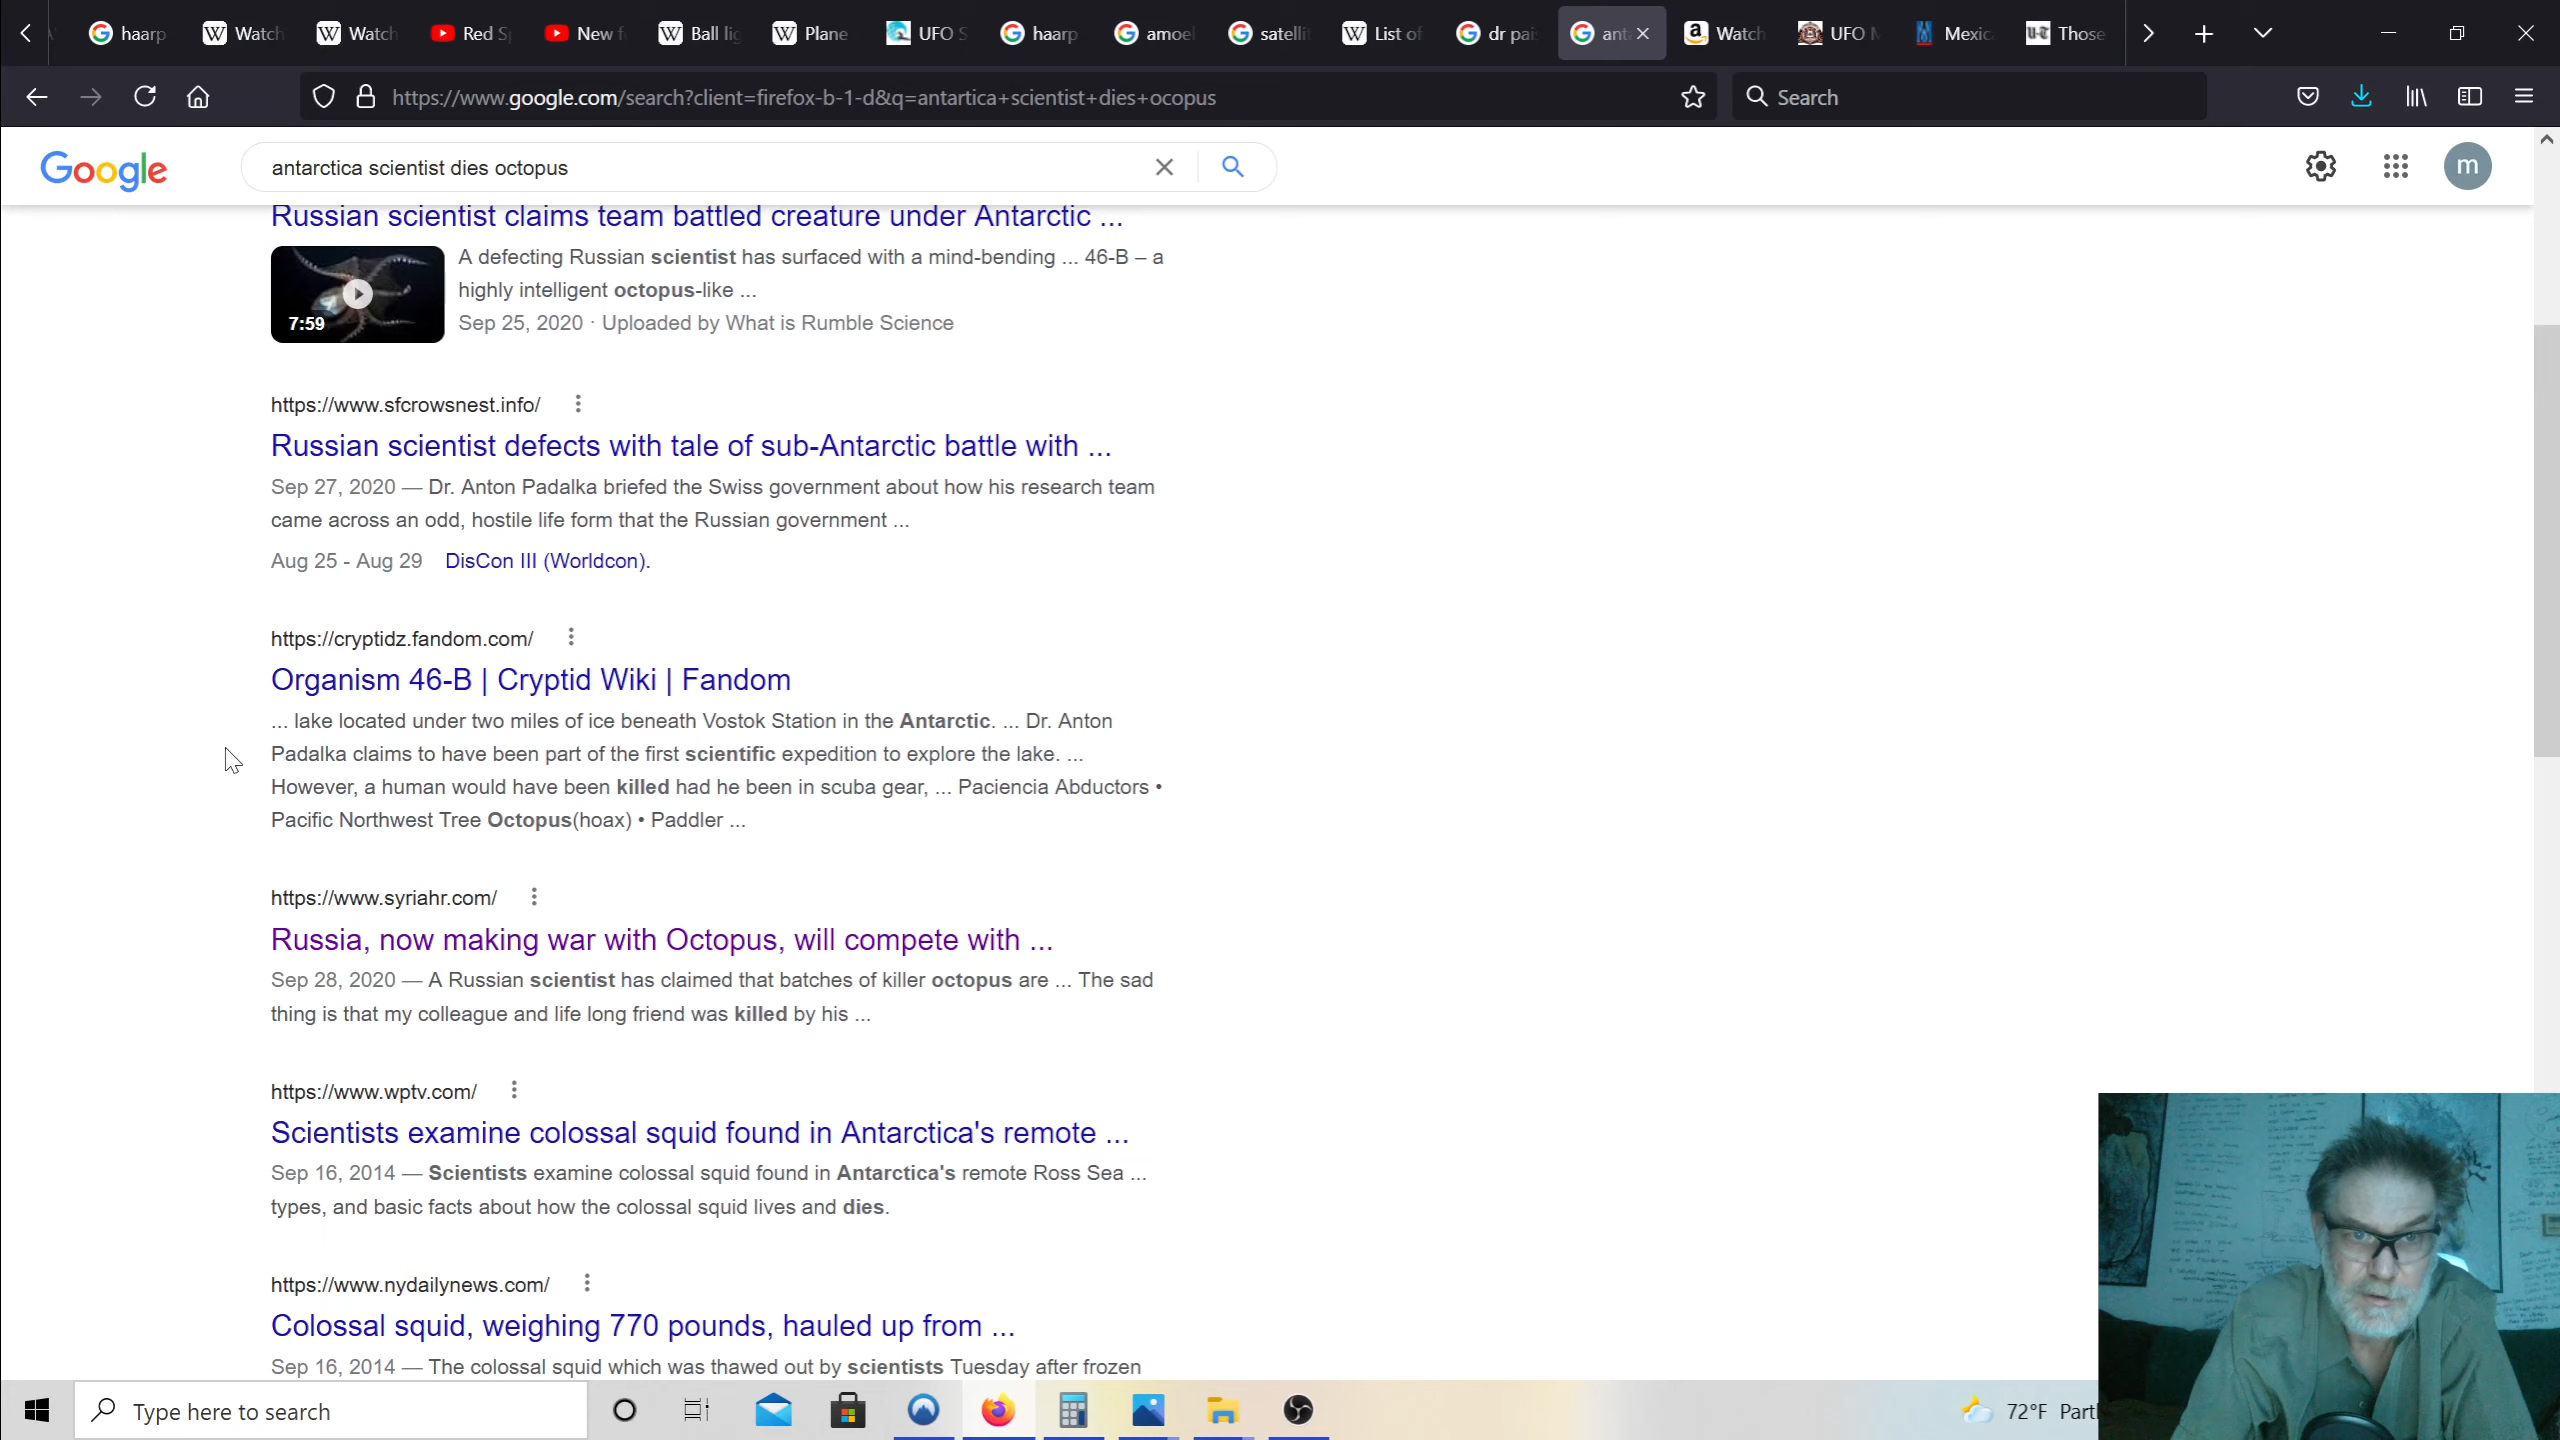 haarp
Watch
Watch
Red S
New f
Ball lig
Plane
UFO S
haarp
amoel
satelli
List of
dr pai
ant
Watch
UFO M
Mexic
Those
https://www.google.com/search?client=firefox-b-1-d&q=antartica+scientist+dies+ocopus
Search
Google
antarctica scientist dies octopus
m
Russian scientist claims team battled creature under Antarctic ...
A defecting Russian scientist has surfaced with a mind-bending ... 46-B – a
highly intelligent octopus-like ...
7:59
Sep 25, 2020 · Uploaded by What is Rumble Science
https://www.sfcrowsnest.info/
Russian scientist defects with tale of sub-Antarctic battle with ...
Sep 27, 2020 — Dr. Anton Padalka briefed the Swiss government about how his research team
came across an odd, hostile life form that the Russian government ...
Aug 25 - Aug 29 DisCon III (Worldcon).
https://cryptidz.fandom.com/
Organism 46-B | Cryptid Wiki | Fandom
... lake located under two miles of ice beneath Vostok Station in the Antarctic. ... Dr. Anton
Padalka claims to have been part of the first scientific expedition to explore the lake. ...
However, a human would have been killed had he been in scuba gear, ... Paciencia Abductors •
Pacific Northwest Tree Octopus(hoax) • Paddler ...
https://www.syriahr.com/
Russia, now making war with Octopus, will compete with ...
Sep 28, 2020 — A Russian scientist has claimed that batches of killer octopus are ... The sad
thing is that my colleague and life long friend was killed by his ...
https://www.wptv.com/
Scientists examine colossal squid found in Antarctica's remote ...
Sep 16, 2014 — Scientists examine colossal squid found in Antarctica's remote Ross Sea ...
types, and basic facts about how the colossal squid lives and dies.
https://www.nydailynews.com/
Colossal squid, weighing 770 pounds, hauled up from ...
Sep 16, 2014 — The colossal squid which was thawed out by scientists Tuesday after frozen
Type here to search
72°F Partl